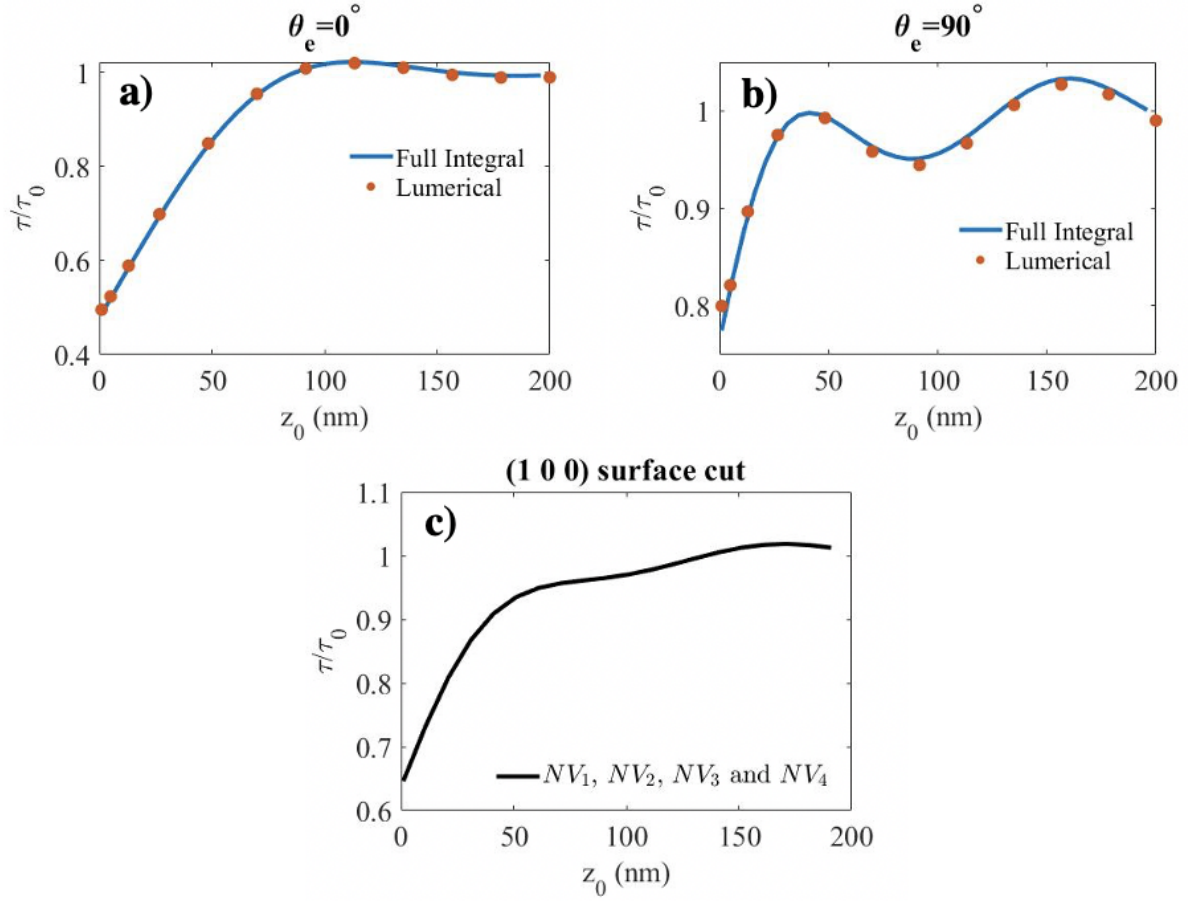 θe=0°
a)
1
0.8
0.6
0.4
τ/τ0
Full Integral
Lumerical
0 50 100 150 200
z0 (nm)
θe=90°
b)
1
0.9
0.8
τ/τ0
Full Integral
Lumerical
0 50 100 150 200
z0 (nm)
(1 0 0) surface cut
c)
1.1
1
0.9
0.8
0.7
0.6
τ/τ0
NV1, NV2, NV3 and NV4
0 50 100 150 200
z0 (nm)